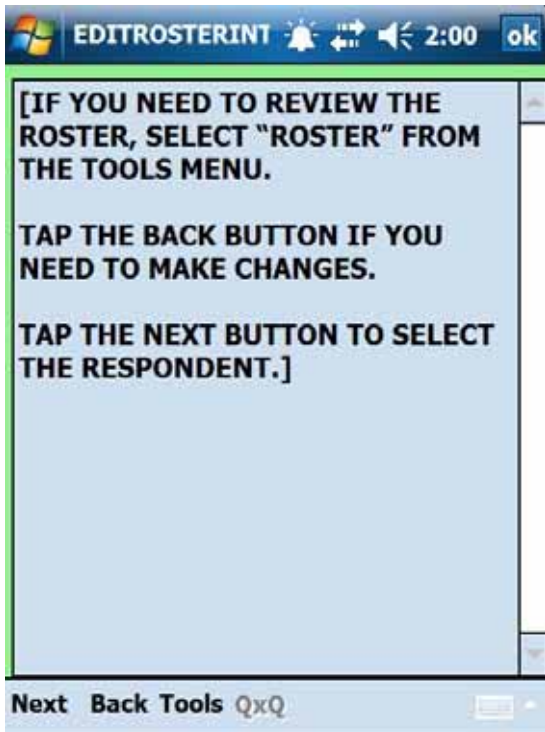 EDITROSTERINT 2:00 ok
[IF YOU NEED TO REVIEW THE
ROSTER, SELECT “ROSTER” FROM
THE TOOLS MENU.
TAP THE BACK BUTTON IF YOU
NEED TO MAKE CHANGES.
TAP THE NEXT BUTTON TO SELECT
THE RESPONDENT.]
Next Back Tools QxQ